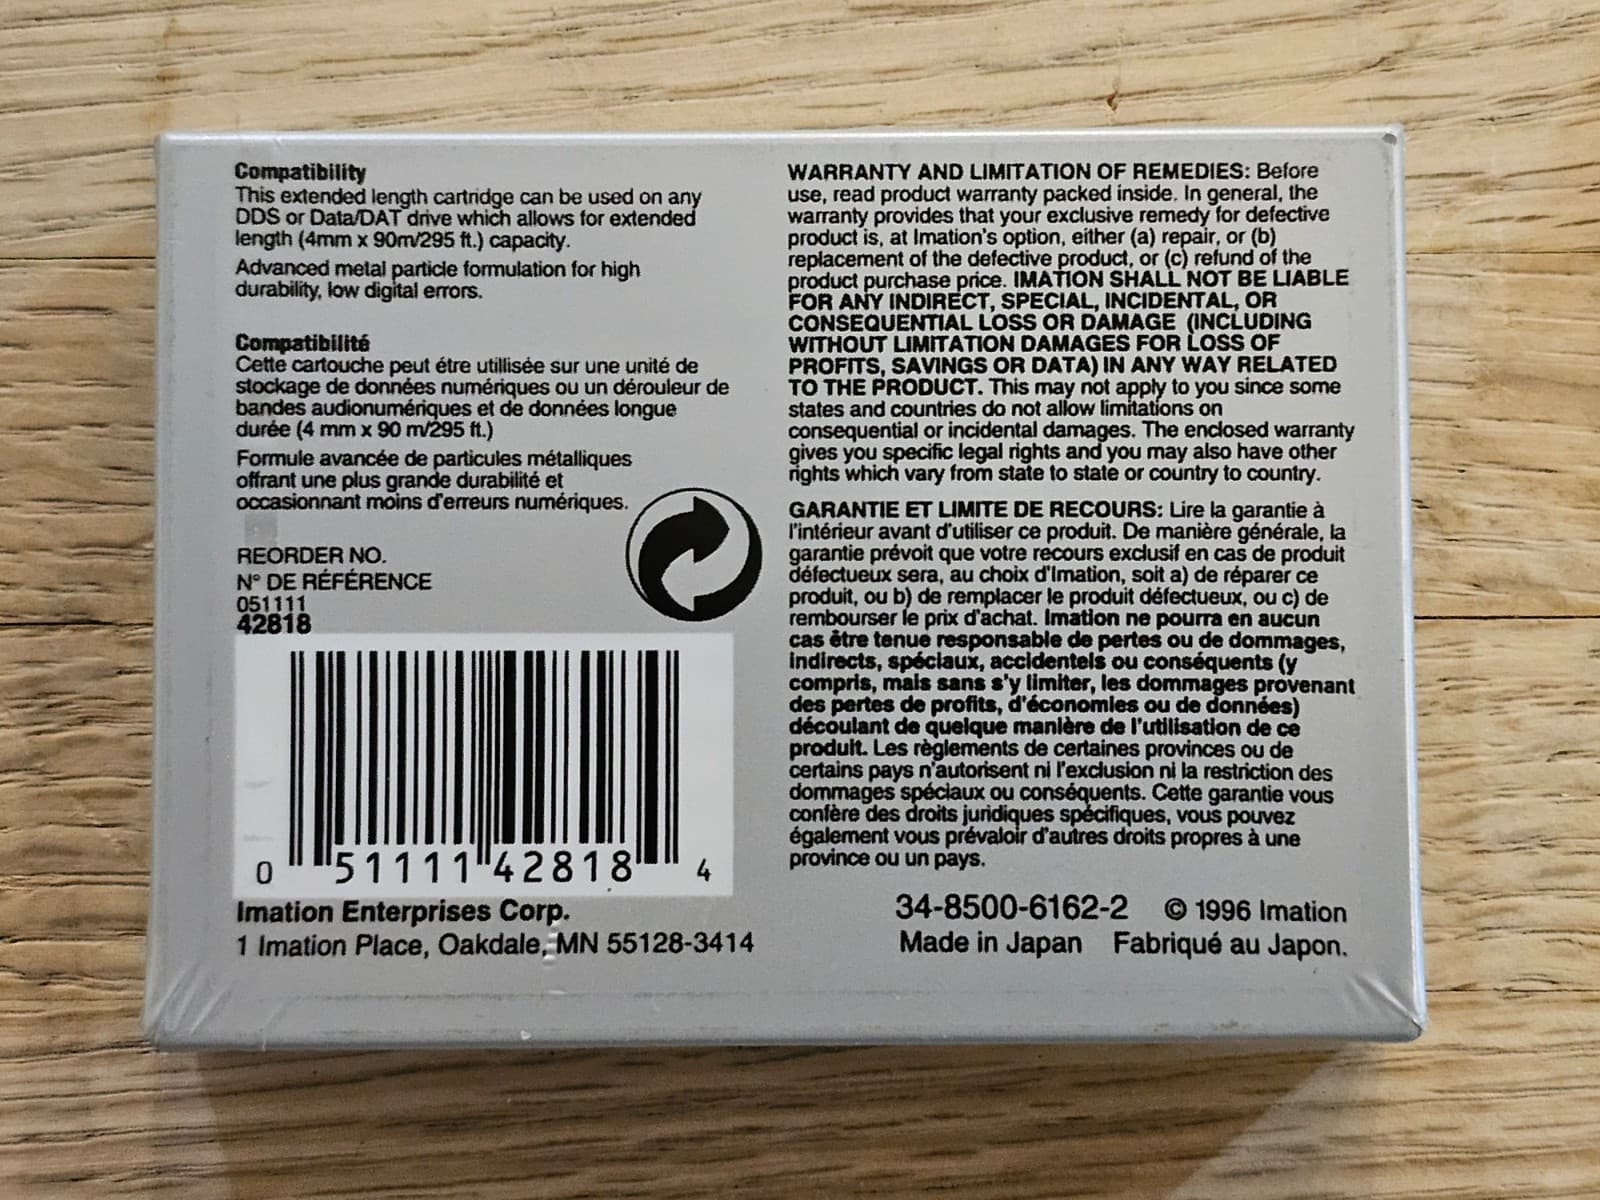 Compatibility
This extended length cartridge can be used on any
DDS or Data/DAT drive which allows for extended
length (4mm x 90m/295 ft.) capacity.
Advanced metal particle formulation for high
durability, low digital errors.
Compatibilité
Cette cartouche peut étre utillisée sur une unité de
stockage de données numériques ou un dérouleur de
bandes audionumériques et de données longue
durée (4 mm x 90 m/295 ft.)
Formule avancée de particules métalliques
offrant une plus grande durabilité et
occasionnant moins d'erreurs numériques.
REORDER NO.
N° DE RÉFÉRENCE
051111
42818
0 51111 42818 4
Imation Enterprises Corp.
1 Imation Place, Oakdale, MN 55128-3414
WARRANTY AND LIMITATION OF REMEDIES: Before
use, read product warranty packed inside. In general, the
warranty provides that your exclusive remedy for defective
product is, at Imation's option, either (a) repair, or (b)
replacement of the defective product, or (c) refund of the
product purchase price. IMATION SHALL NOT BE LIABLE
FOR ANY INDIRECT, SPECIAL, INCIDENTAL, OR
CONSEQUENTIAL LOSS OR DAMAGE (INCLUDING
WITHOUT LIMITATION DAMAGES FOR LOSS OF
PROFITS, SAVINGS OR DATA) IN ANY WAY RELATED
TO THE PRODUCT. This may not apply to you since some
states and countries do not allow limitations on
consequential or incidental damages. The enclosed warranty
gives you specific legal rights and you may also have other
rights which vary from state to state or country to country.
GARANTIE ET LIMITE DE RECOURS: Lire la garantie à
l'intérieur avant d'utiliser ce produit. De manière générale, la
garantie prévoit que votre recours exclusif en cas de produit
défectueux sera, au choix d'Imation, soit a) de réparer ce
produit, ou b) de remplacer le produit défectueux, ou c) de
rembourser le prix d'achat. Imation ne pourra en aucun
cas être tenue responsable de pertes ou de dommages,
indirects, spéciaux, accidentels ou conséquents (y
compris, mais sans s'y limiter, les dommages provenant
des pertes de profits, d'économies ou de données)
découlant de quelque manière de l'utilisation de ce
produit. Les règlements de certaines provinces ou de
certains pays n'autorisent ni l'exclusion ni la restriction des
dommages spéciaux ou conséquents. Cette garantie vous
confère des droits juridiques spécifiques, vous pouvez
également vous prévaloir d'autres droits propres à une
province ou un pays.
34-8500-6162-2 © 1996 Imation
Made in Japan Fabriqué au Japon.